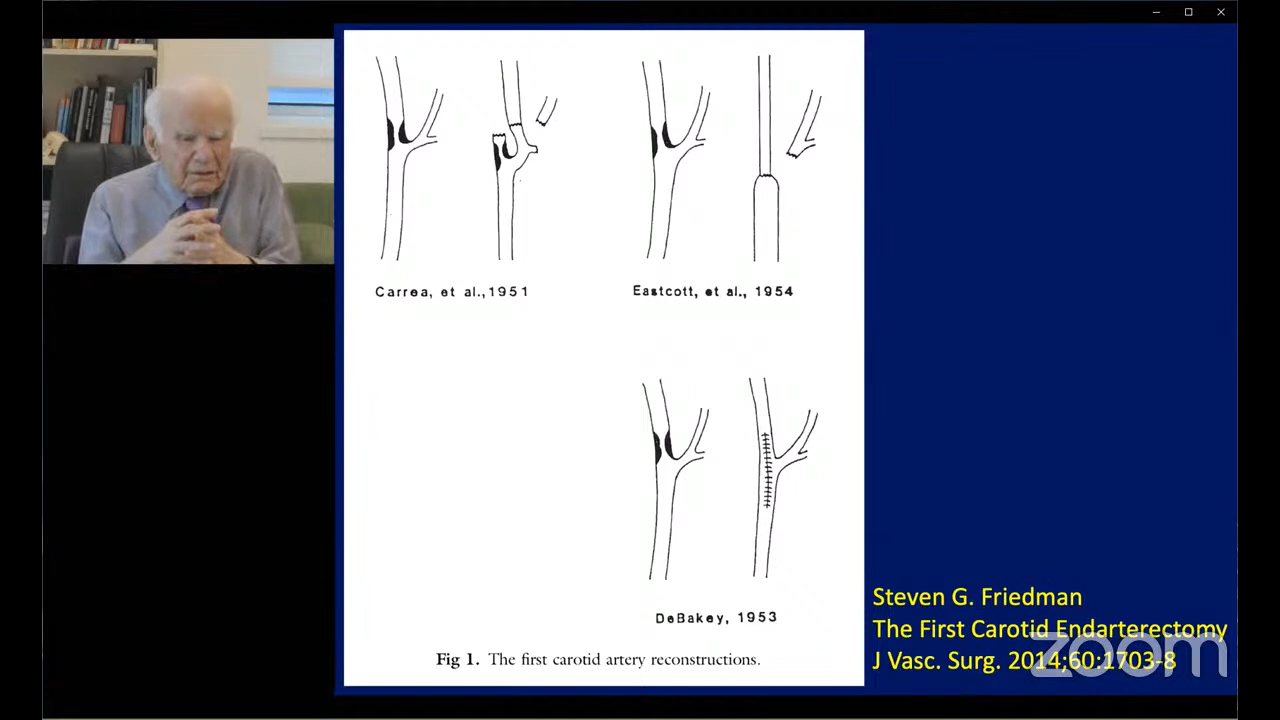 Carrea, et al.,1951
Eastcott, et al., 1954
DeBakey, 1953
Fig 1. The first carotid artery reconstructions.
Steven G. Friedman
The First Carotid Endarterectomy
J Vasc. Surg. 2014;60:1703-8
zoom